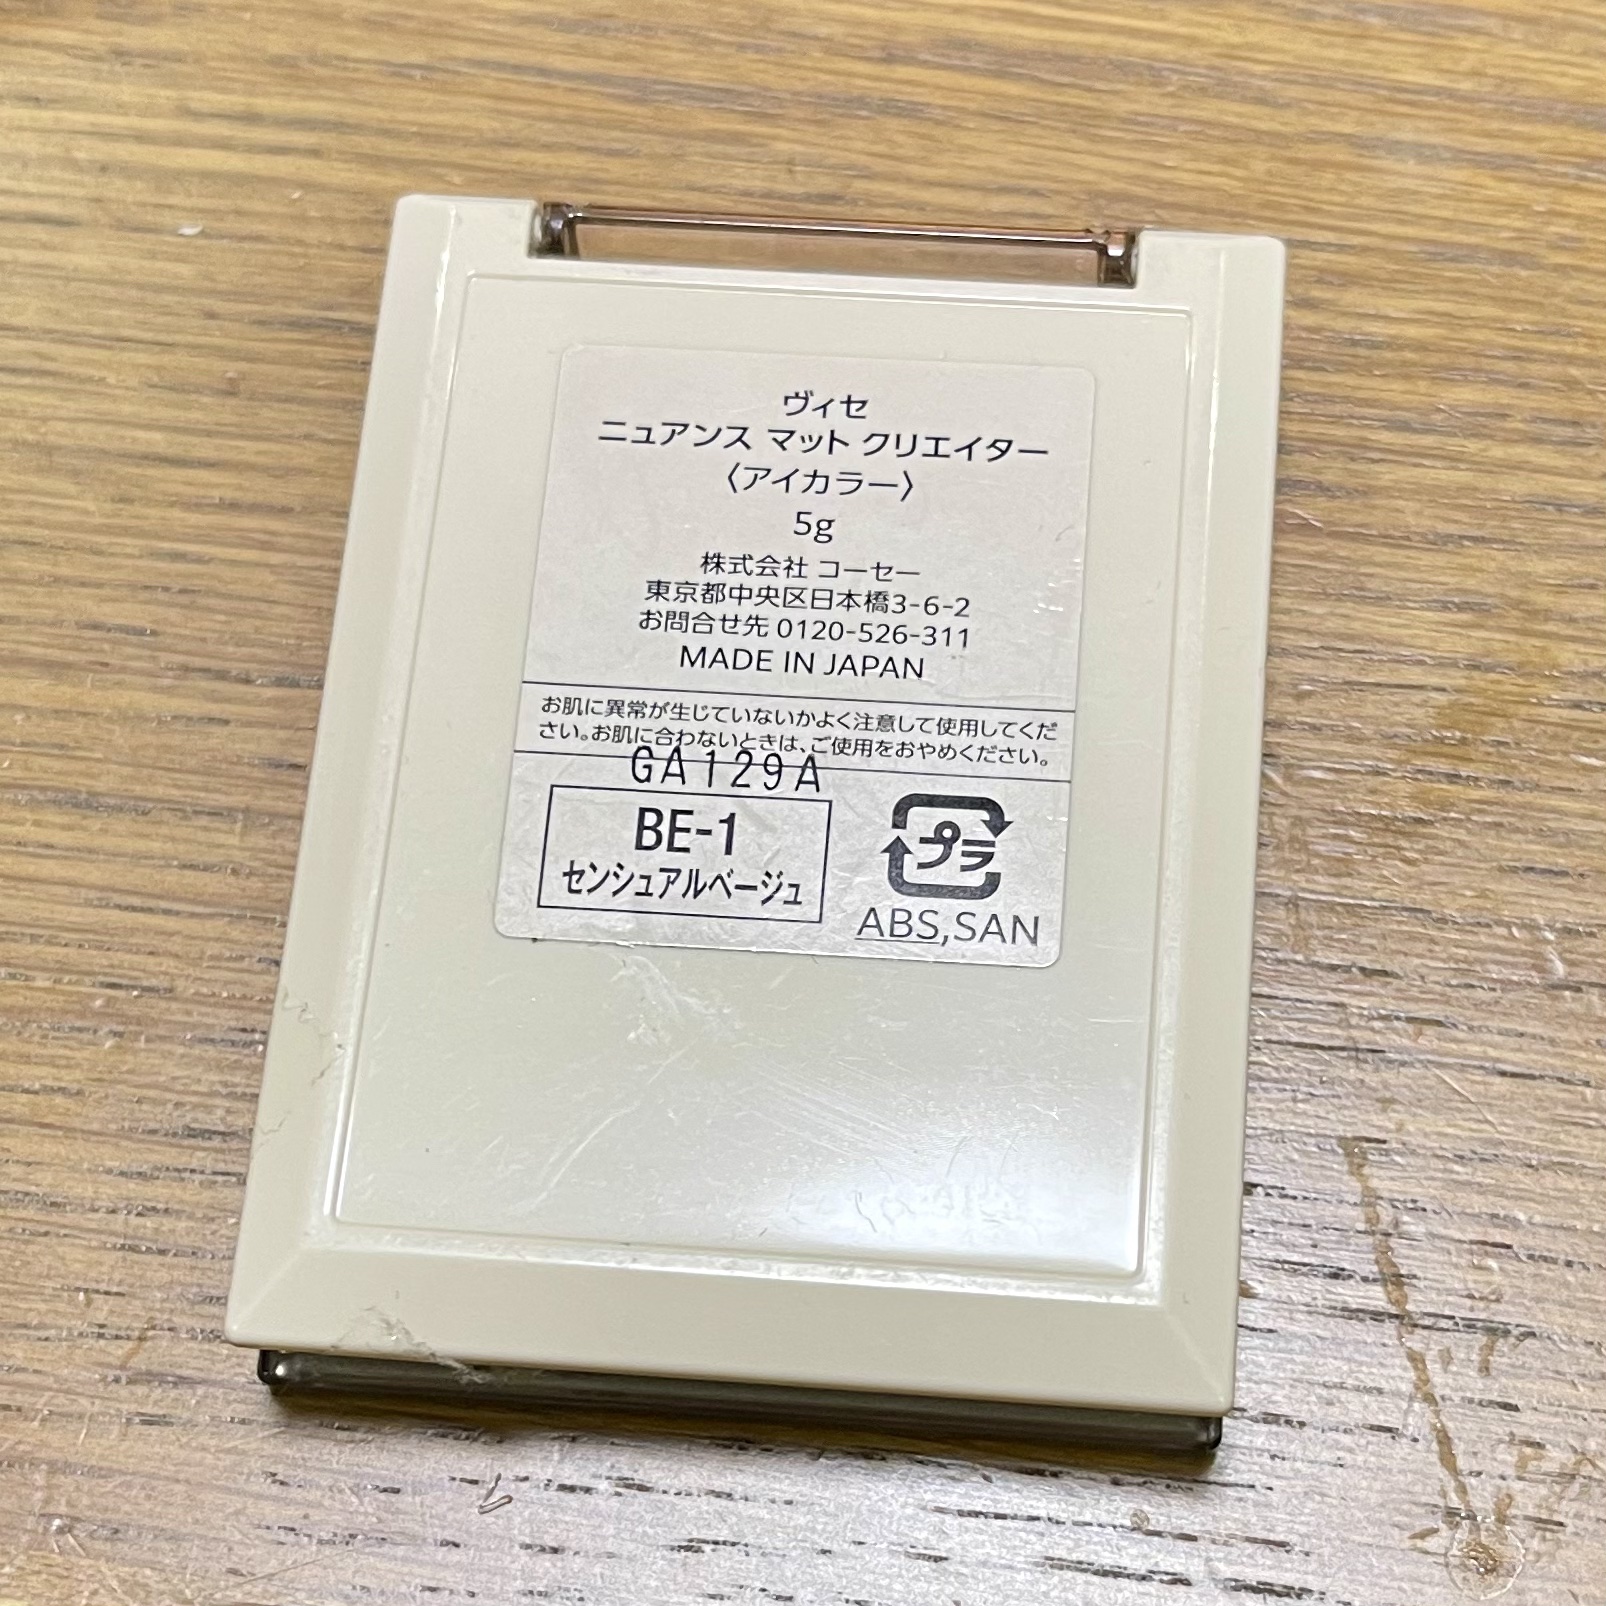 ヴィセ
ニュアンス マット クリエイター
〈アイカラー〉
5g
株式会社 コーセー
東京都中央区日本橋3-6-2
お問合せ先 0120-526-311
MADE IN JAPAN
お肌に異常が生じていないかよく注意して使用してくだ
さい。お肌に合わないときは、ご使用をおやめください。
GA129A
BE-1
センシュアルベージュ
プラ
ABS,SAN